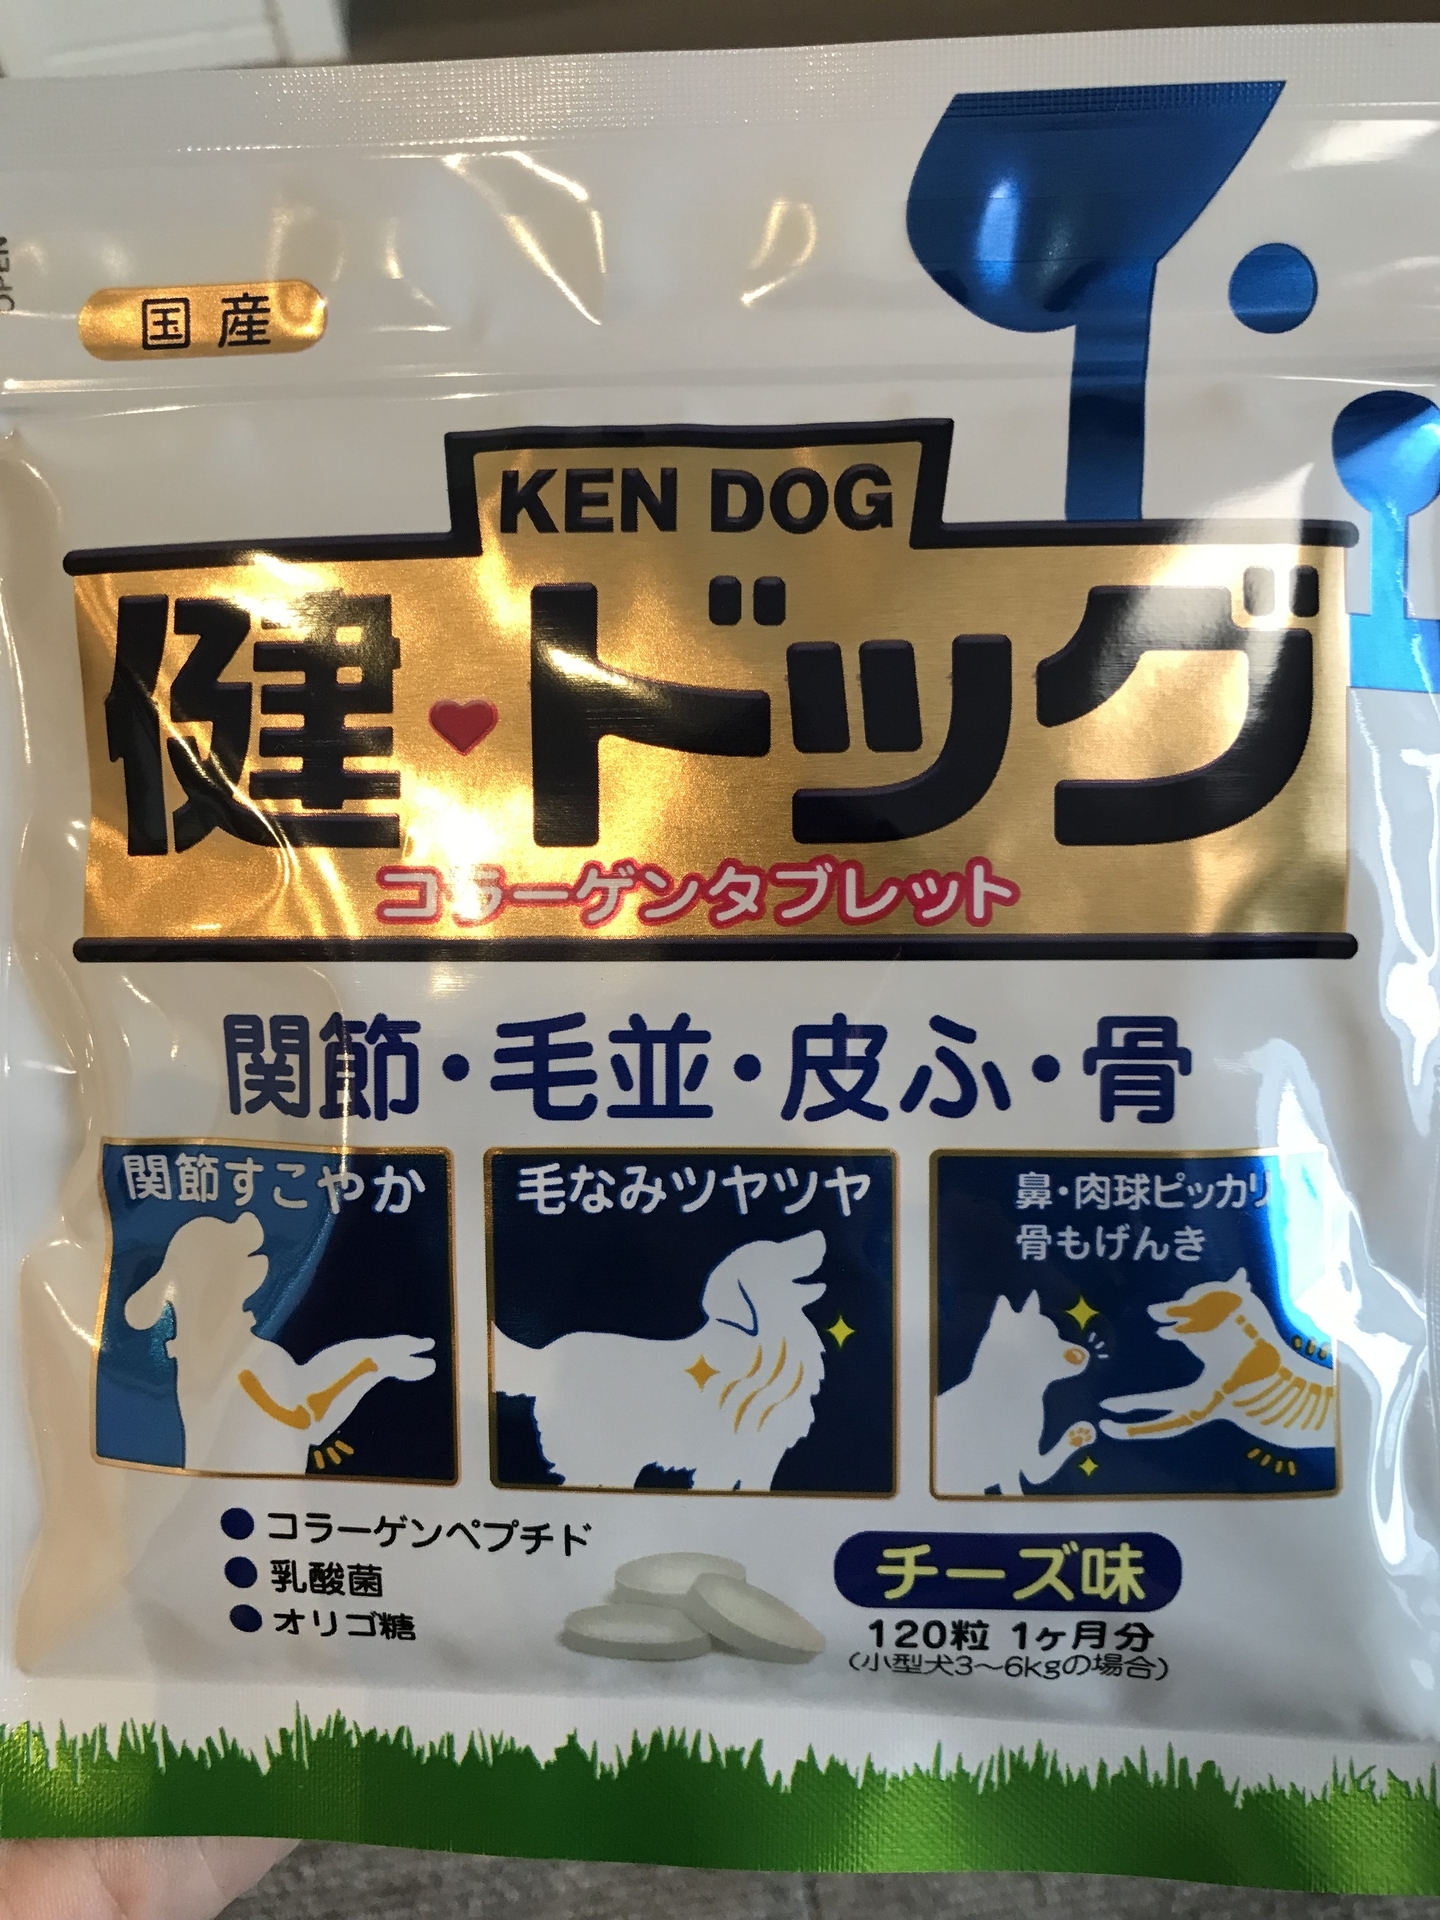 OPEN
国産
KEN DOG
健・ドッグ
コラーゲンタブレット
関節・毛並・皮ふ・骨
関節すこやか
毛なみツヤツヤ
鼻・肉球ピッカリ
骨もげんき
コラーゲンペプチド
乳酸菌
オリゴ糖
チーズ味
120粒 1ヶ月分
(小型犬3〜6kgの場合)